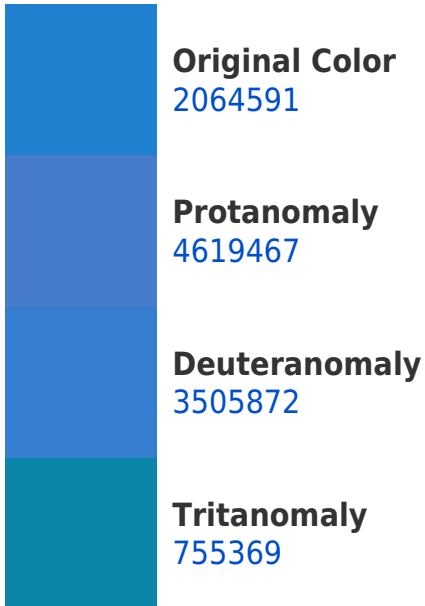 Original Color
2064591
Protanomaly
4619467
Deuteranomaly
3505872
Tritanomaly
755369